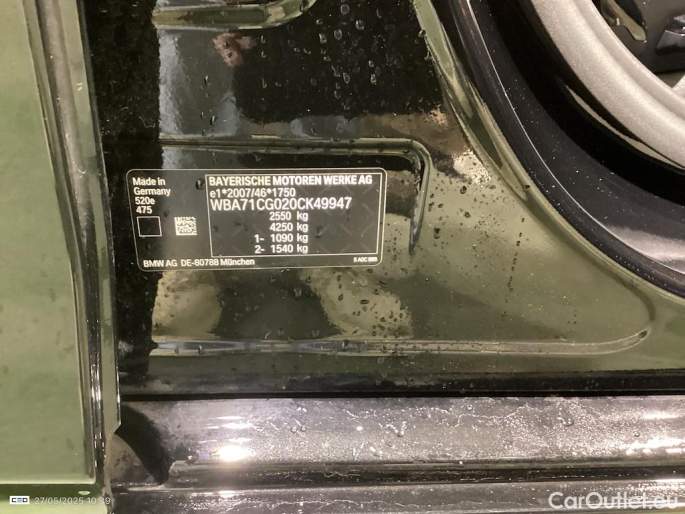 Made in
Germany
520e
475
BAYERISCHE MOTOREN WERKE AG
e1*2007/46*1750
WBA71CG020CK49947
2550 kg
4250 kg
1- 1090 kg
2- 1540 kg
BMW AG DE-80788 München
27/05/2025
CarOutlet.eu